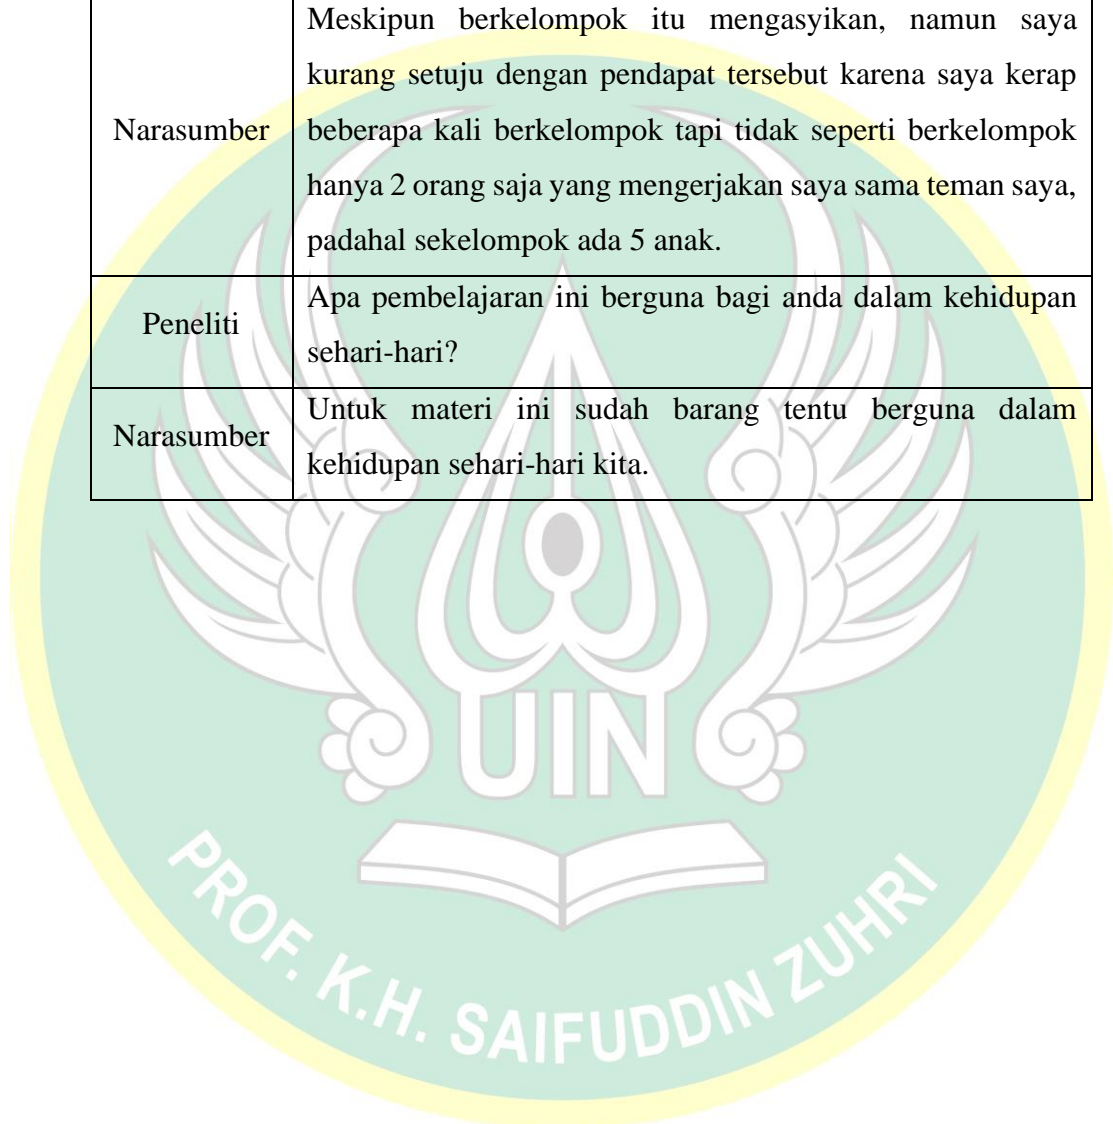 Meskipun berkelompok itu mengasyikan, namun saya
kurang setuju dengan pendapat tersebut karena saya kerap
Narasumber beberapa kali berkelompok tapi tidak seperti berkelompok
hanya 2 orang saja yang mengerjakan saya sama teman saya,
padahal sekelompok ada 5 anak.
Peneliti
Apa pembelajaran ini berguna bagi anda dalam kehidupan
sehari-hari?
Narasumber
Untuk materi ini sudah barang tentu berguna dalam
kehidupan sehari-hari kita.
UIN
PROF. K.H. SAIFUDDIN ZUHRI